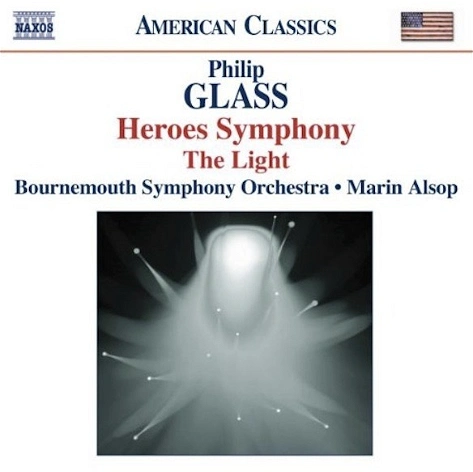 NAXOS
AMERICAN CLASSICS
Philip
GLASS
Heroes Symphony
The Light
Bournemouth Symphony Orchestra • Marin Alsop